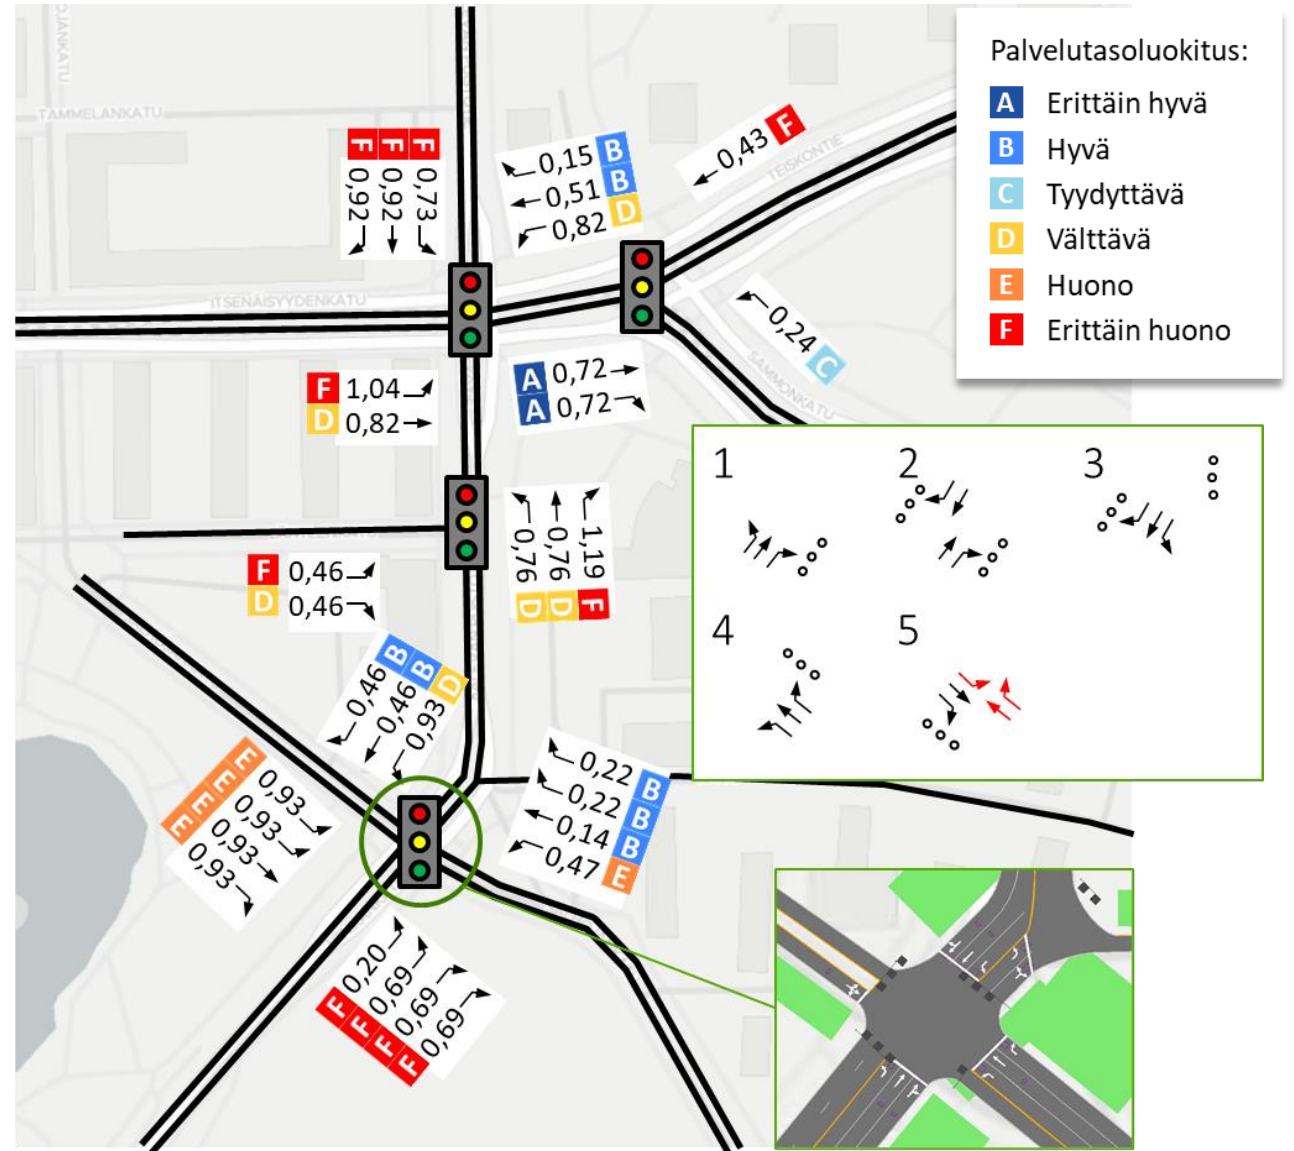 Palvelutasoluokitus:
A Erittäin hyvä
B Hyvä
C Tyydyttävä
D Välttävä
E Huono
F Erittäin huono
TAMMELANKATU
ITSENÄISYYDENKATU
TEISKONTIE
SAMMONKATU
F 0,92
F 0,92
F 0,73
0,15 B
0,51 B
0,82 D
0,43 F
0,24 C
F 1,04
D 0,82
A 0,72
A 0,72
F 0,46
D 0,46
0,76 D
0,76 D
1,19 F
B 0,46
B 0,46
D 0,93
E 0,93
E 0,93
E 0,93
E 0,93
0,22 B
0,22 B
0,14 B
0,47 E
F 0,20
F 0,69
F 0,69
F 0,69
1
2
3
4
5